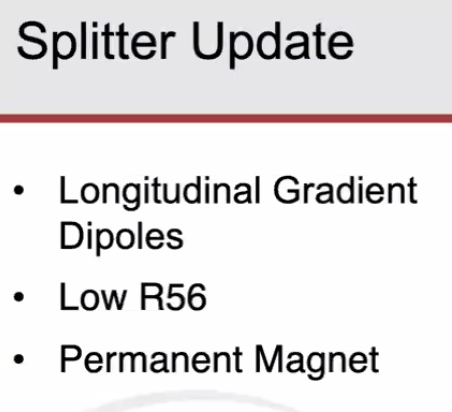 Splitter Update
• Longitudinal Gradient
Dipoles
• Low R56
• Permanent Magnet